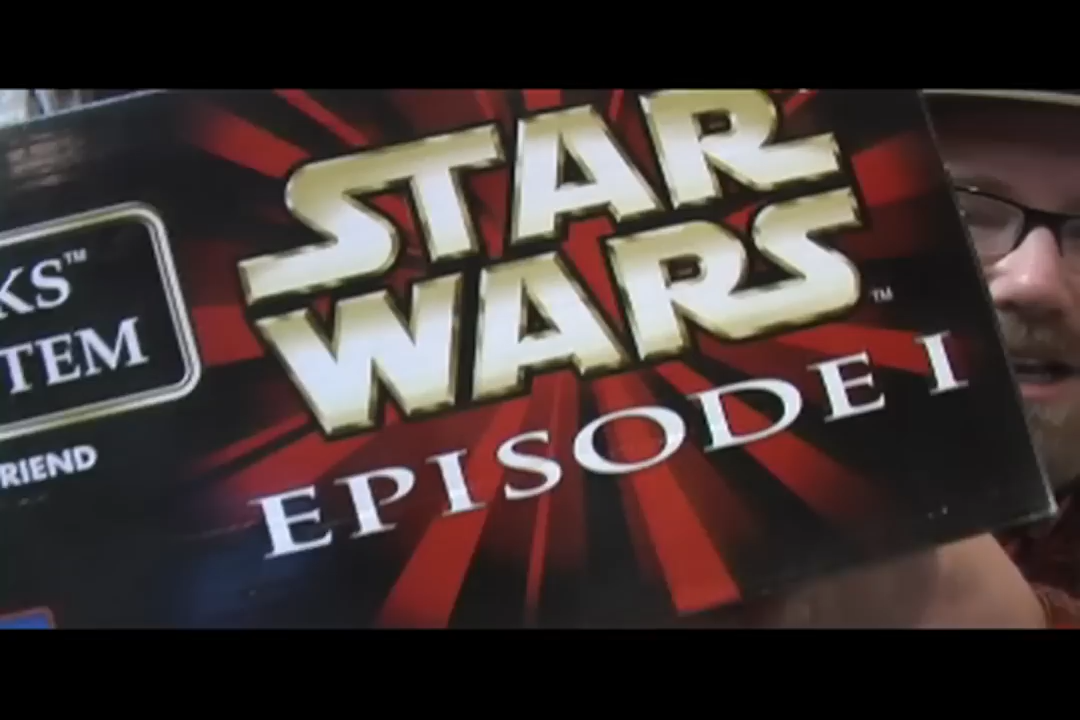 KS™
TEM
RIEND
STAR
WARS™
EPISODE I